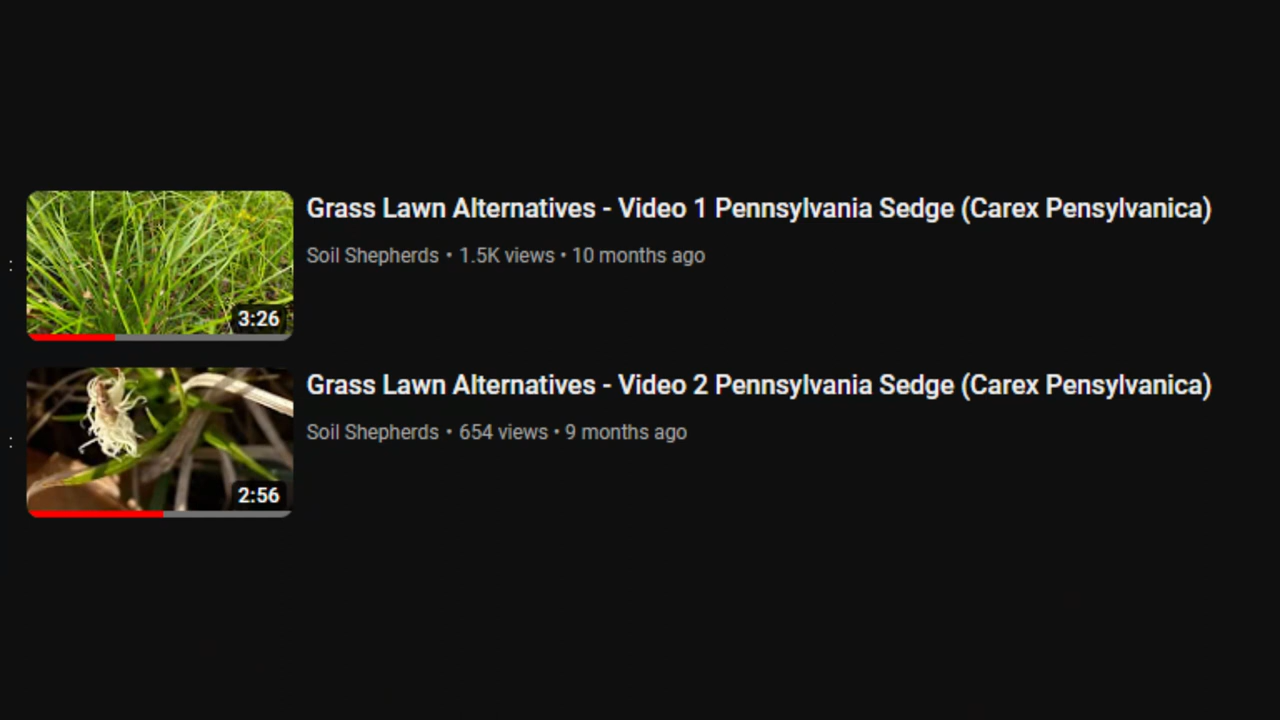 Grass Lawn Alternatives - Video 1 Pennsylvania Sedge (Carex Pensylvanica)
Soil Shepherds • 1.5K views • 10 months ago
3:26
Grass Lawn Alternatives - Video 2 Pennsylvania Sedge (Carex Pensylvanica)
Soil Shepherds • 654 views • 9 months ago
2:56